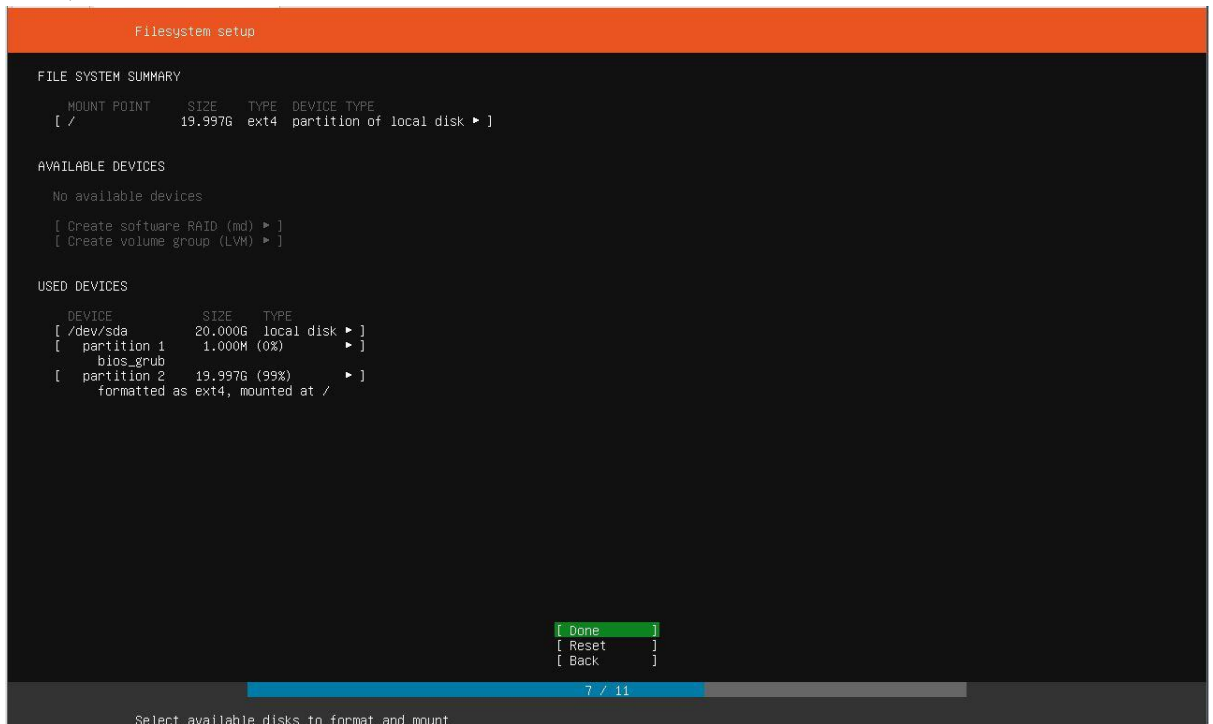 Filesystem setup
FILE SYSTEM SUMMARY
MOUNT POINT SIZE TYPE DEVICE TYPE
[ / 19.997G ext4 partition of local disk ▸ ]
AVAILABLE DEVICES
No available devices
[ Create software RAID (md) ▸ ]
[ Create volume group (LVM) ▸ ]
USED DEVICES
DEVICE SIZE TYPE
[ /dev/sda 20.000G local disk ▸ ]
[ partition 1 1.000M (0%) ▸ ]
bios_grub
[ partition 2 19.997G (99%) ▸ ]
formatted as ext4, mounted at /
[ Done ]
[ Reset ]
[ Back ]
7 / 11
Select available disks to format and mount